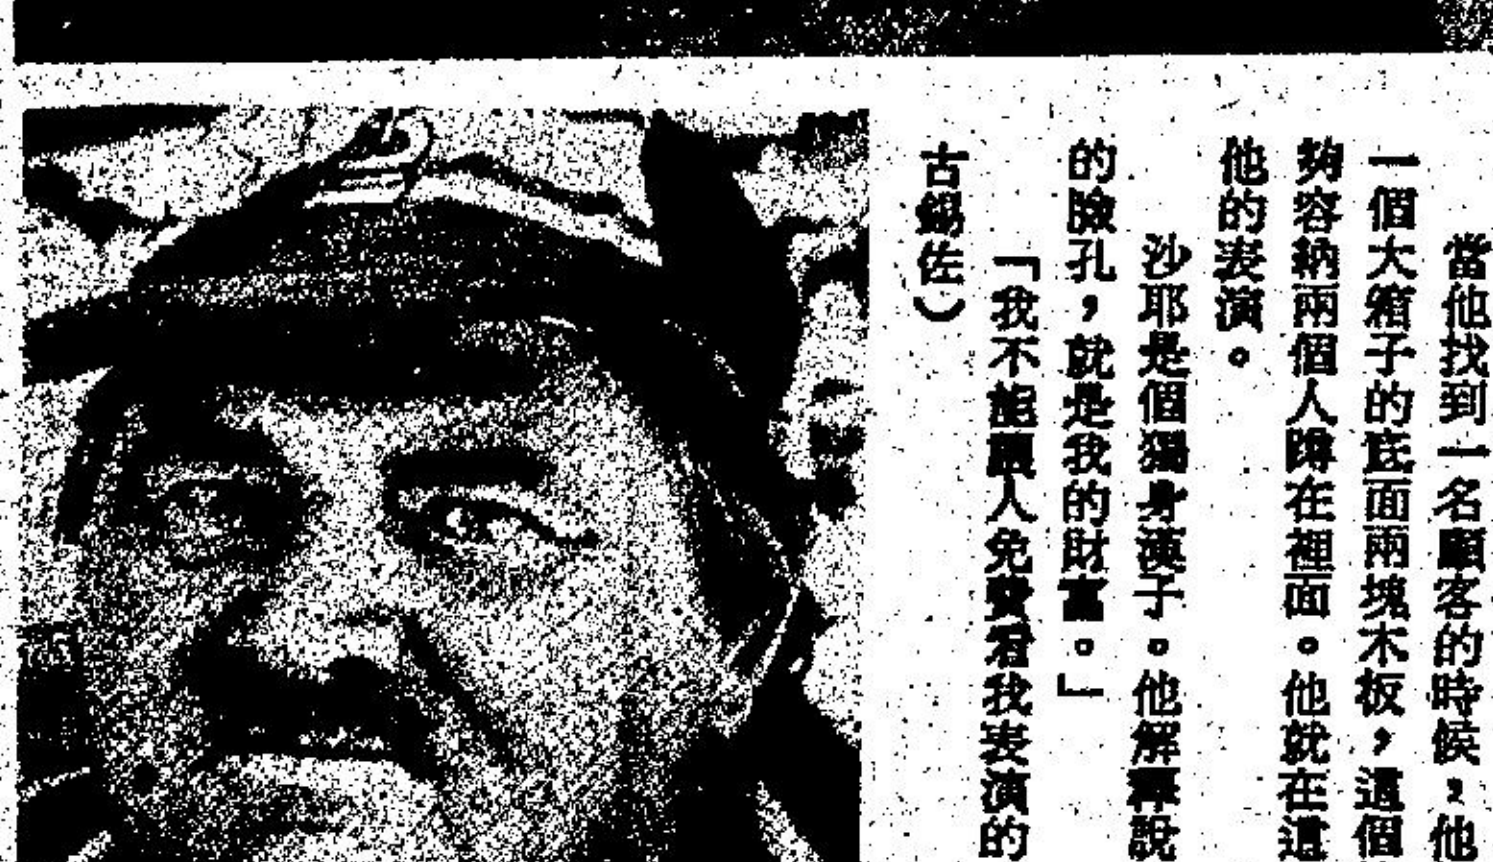 當他找到一名顧客的時候，他
一個大箱子的底面兩塊木板，這個
夠容納兩個人蹲在裡面。他就在這
他的表演。
沙耶是個獨身漢子。他解釋說
的臉孔，就是我的財富。」
「我不能讓人免費看我表演的
古錫佐）